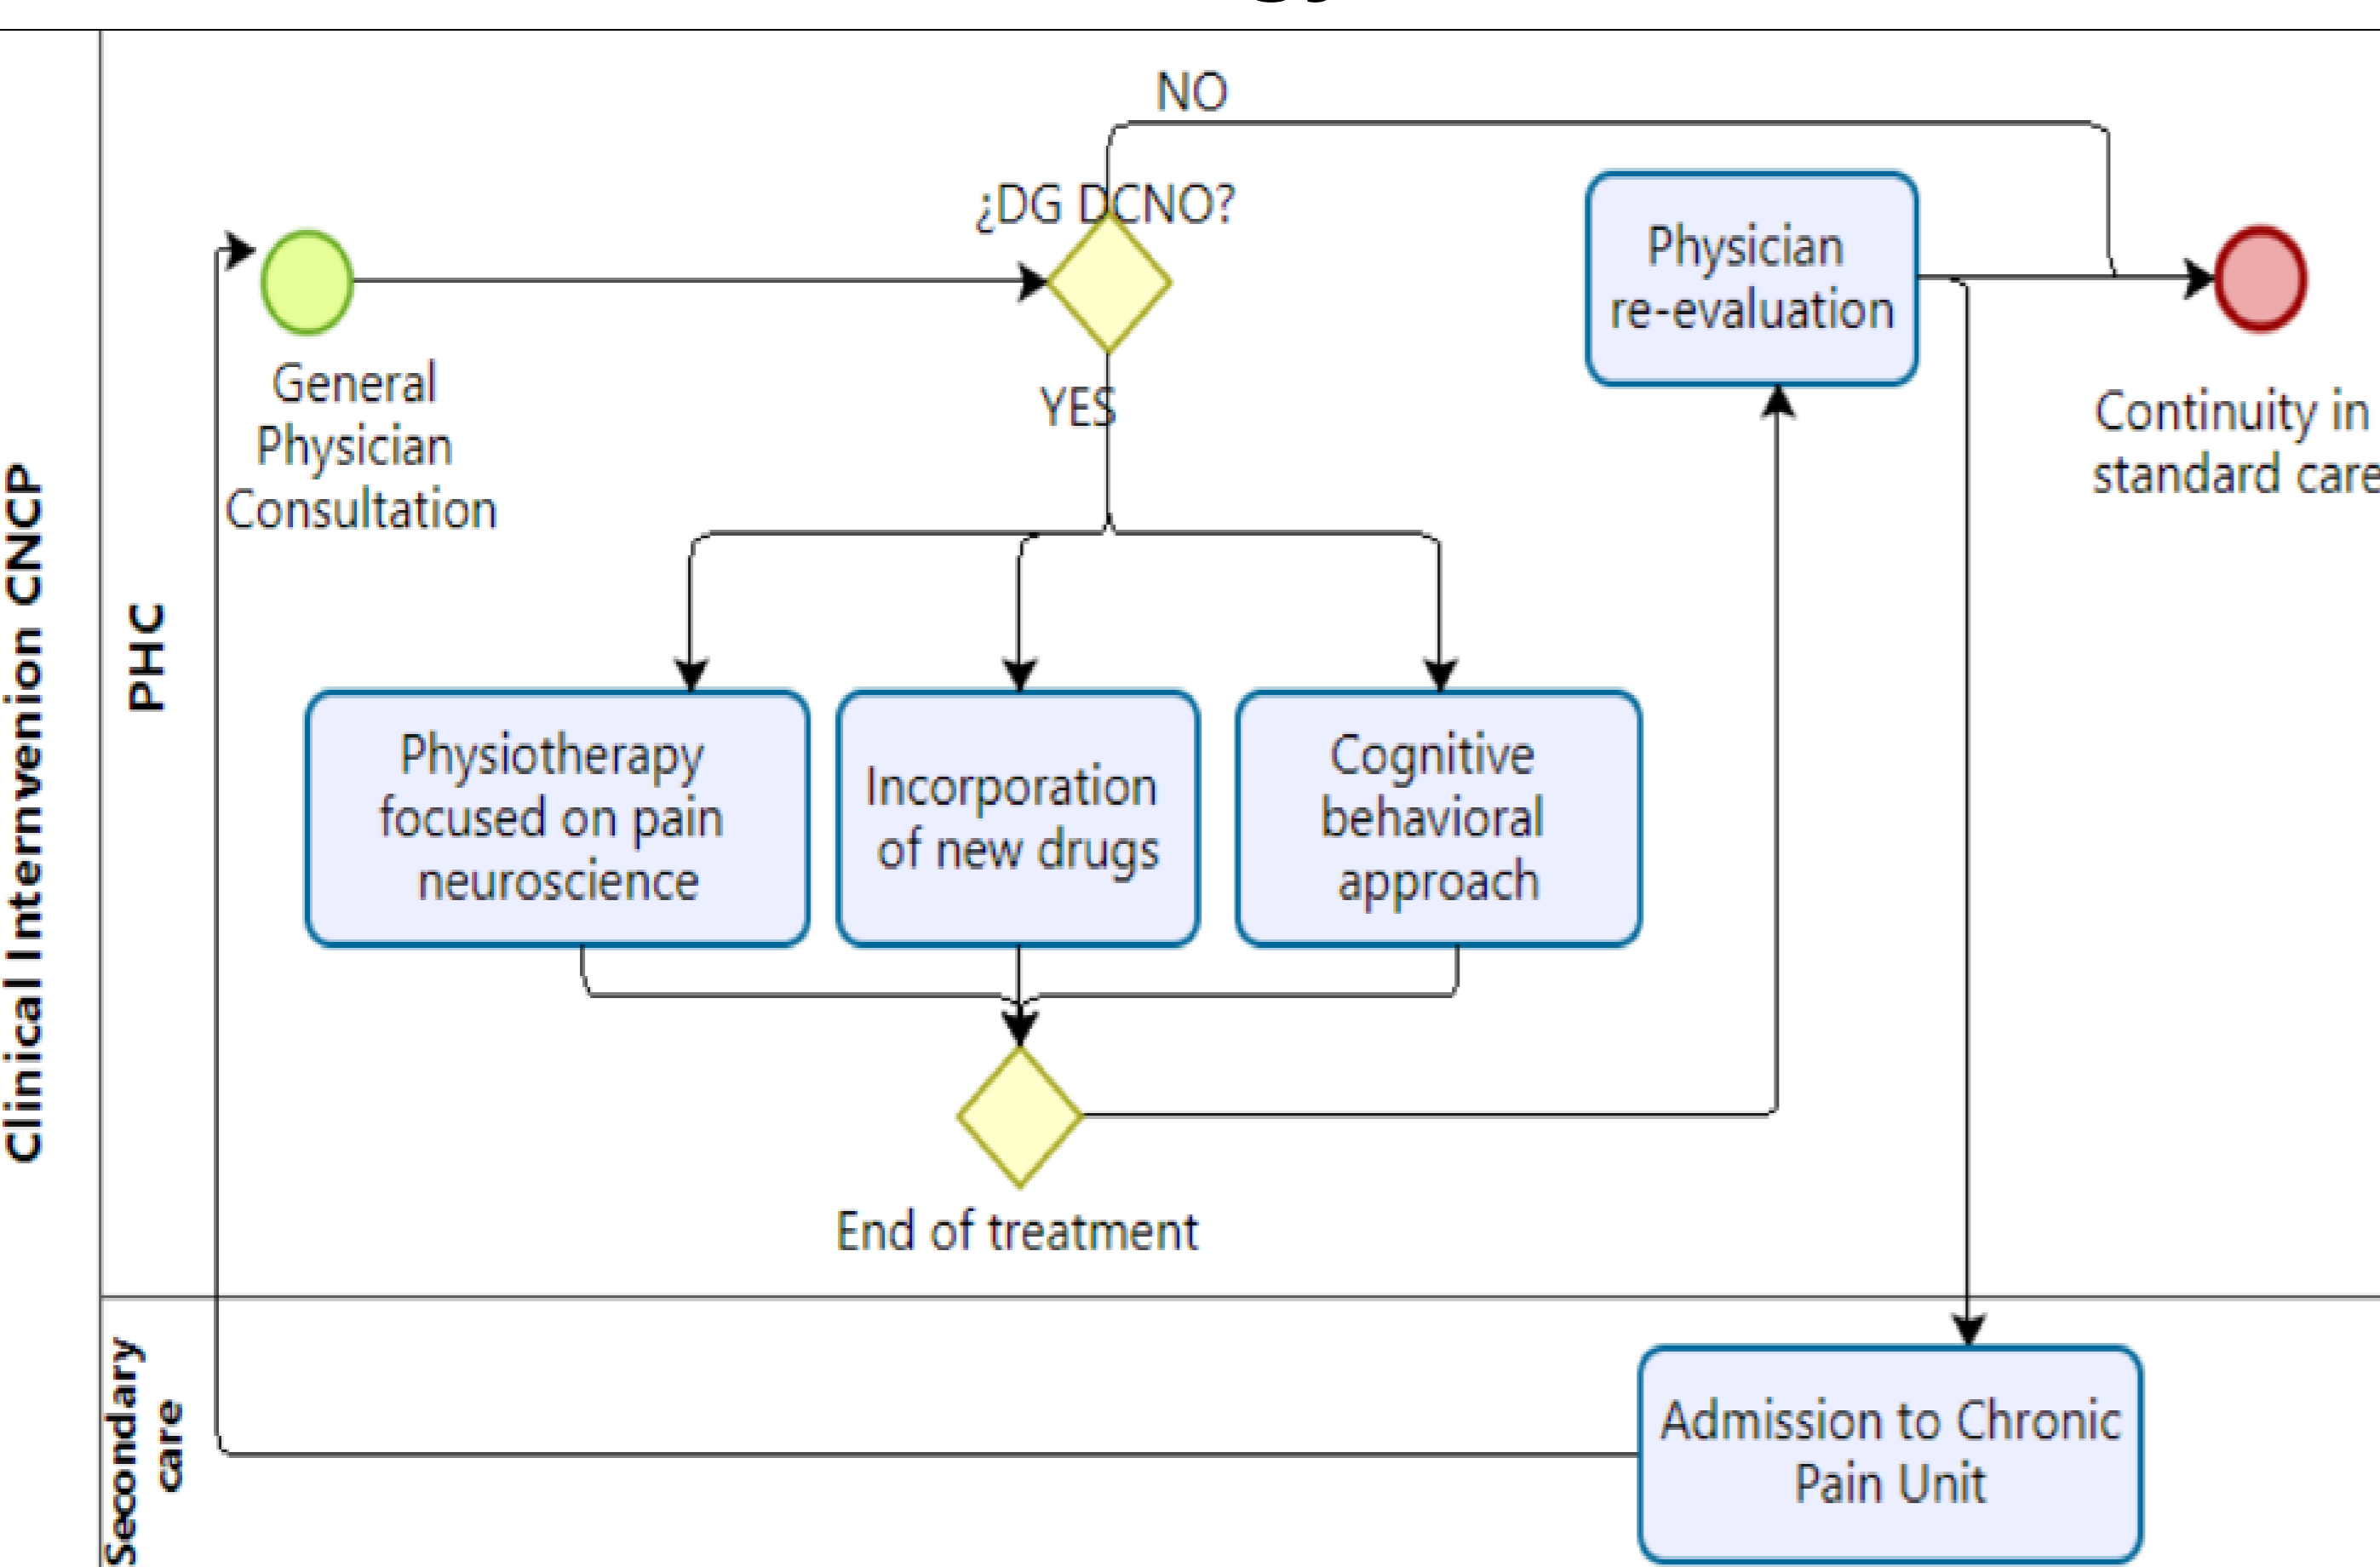 Clinical Internvenion CNCP
PHC
NO
¿DG DCNO?
General
Physician
Consultation
YES
Physician
re-evaluation
Continuity in
standard care
Physiotherapy
focused on pain
neuroscience
Incorporation
of new drugs
Cognitive
behavioral
approach
End of treatment
Secondary
care
Admission to Chronic
Pain Unit